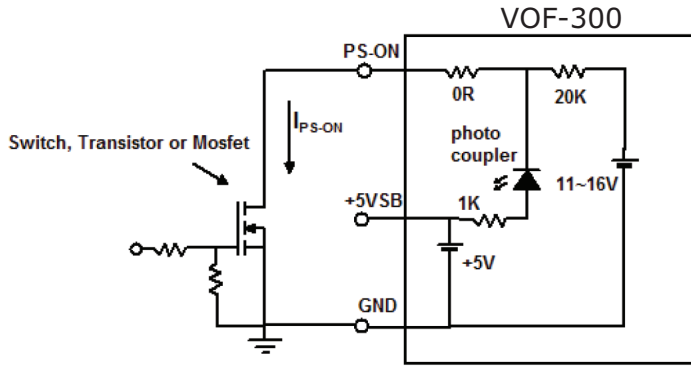 VOF-300
PS-ON
0R
20K
I PS-ON
photo
coupler
Switch, Transistor or Mosfet
11~16V
+5VSB
1K
+5V
GND